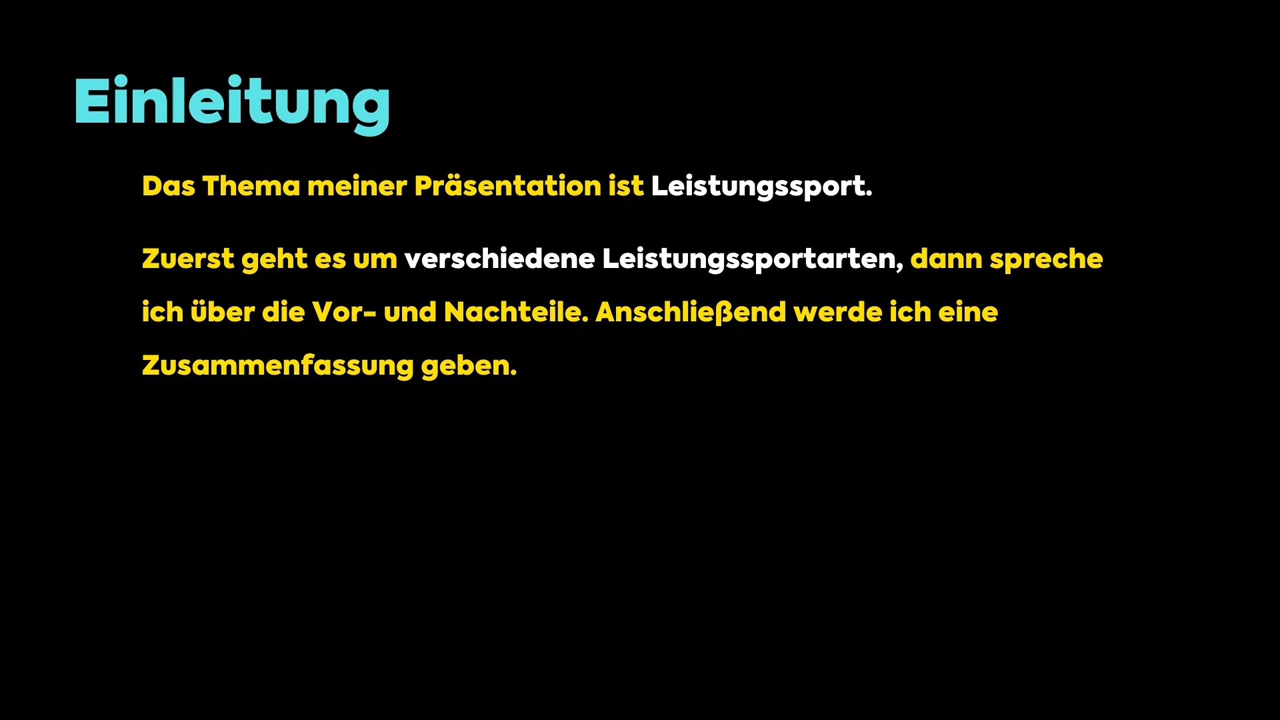 Einleitung
Das Thema meiner Präsentation ist Leistungssport.
Zuerst geht es um verschiedene Leistungssportarten, dann spreche
ich über die Vor- und Nachteile. Anschließend werde ich eine
Zusammenfassung geben.